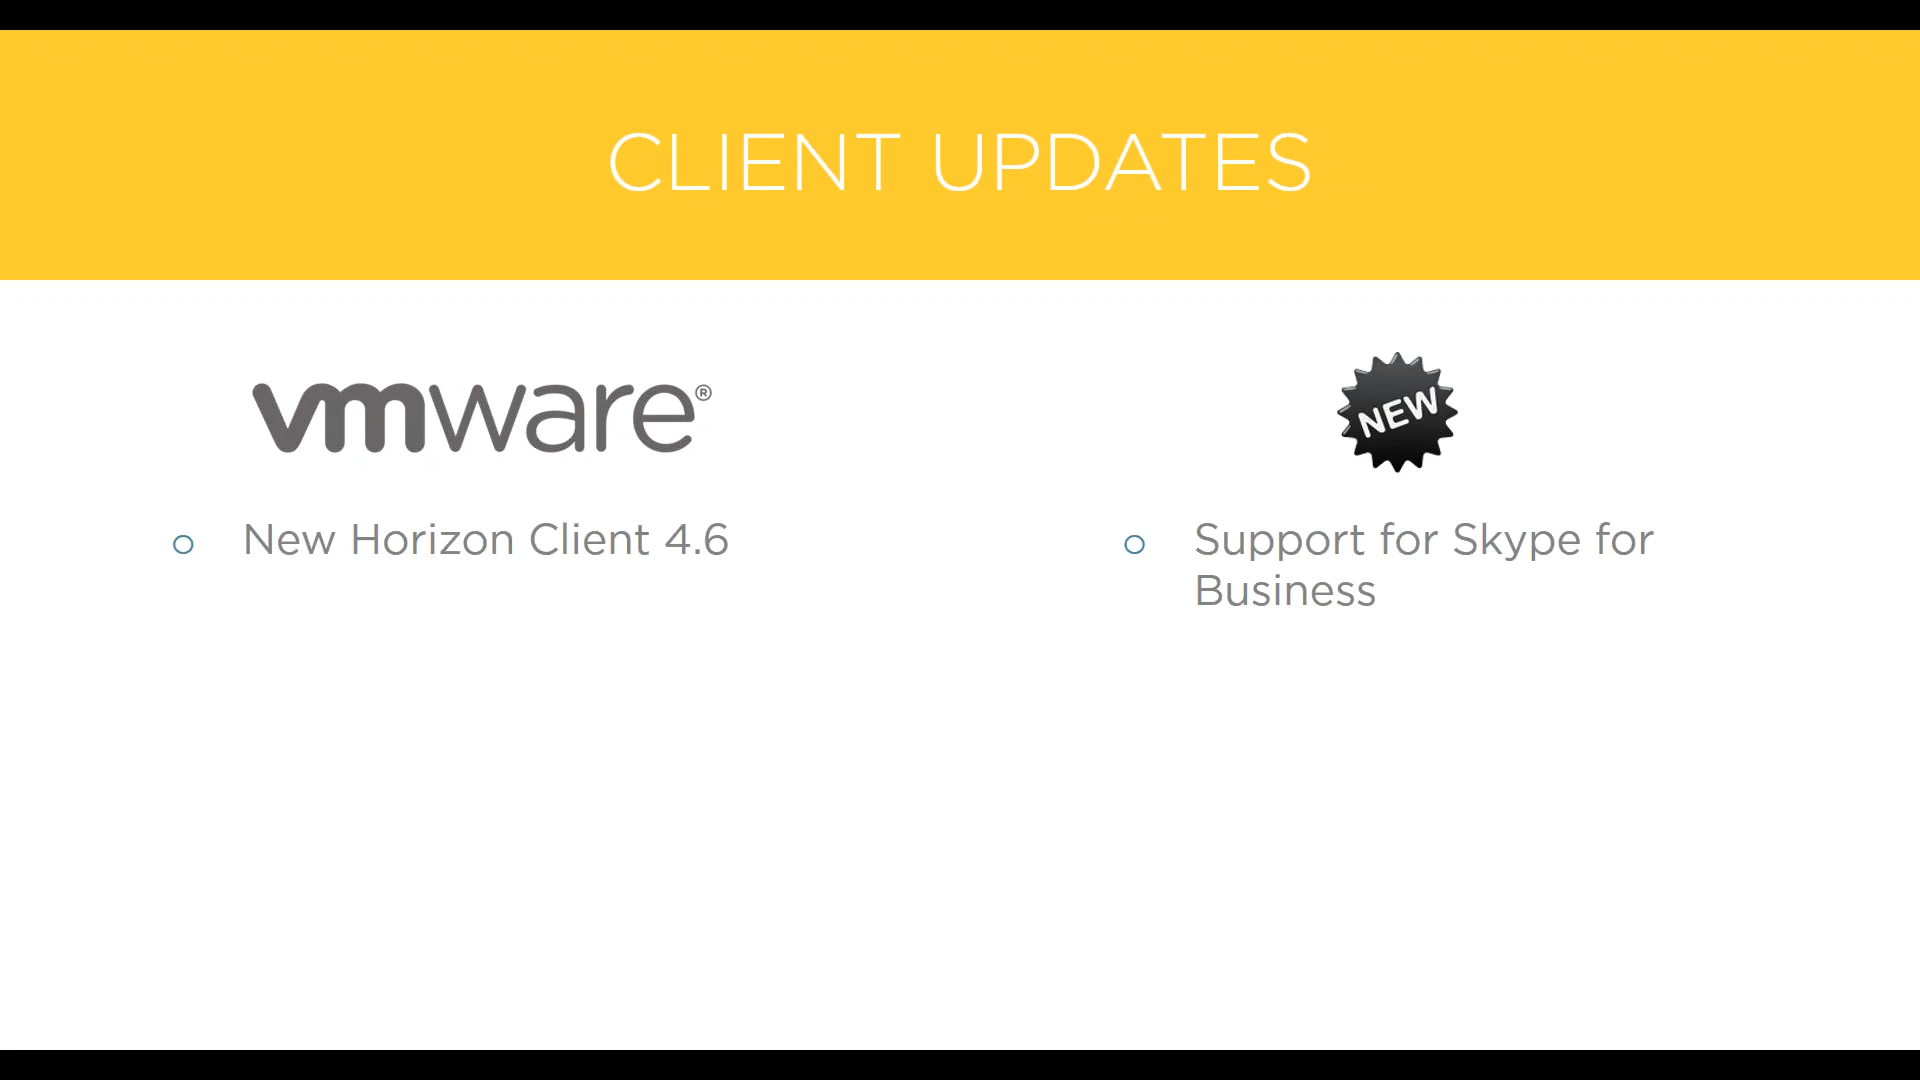 CLIENT UPDATES
vmware®
New Horizon Client 4.6
NEW
Support for Skype for
Business